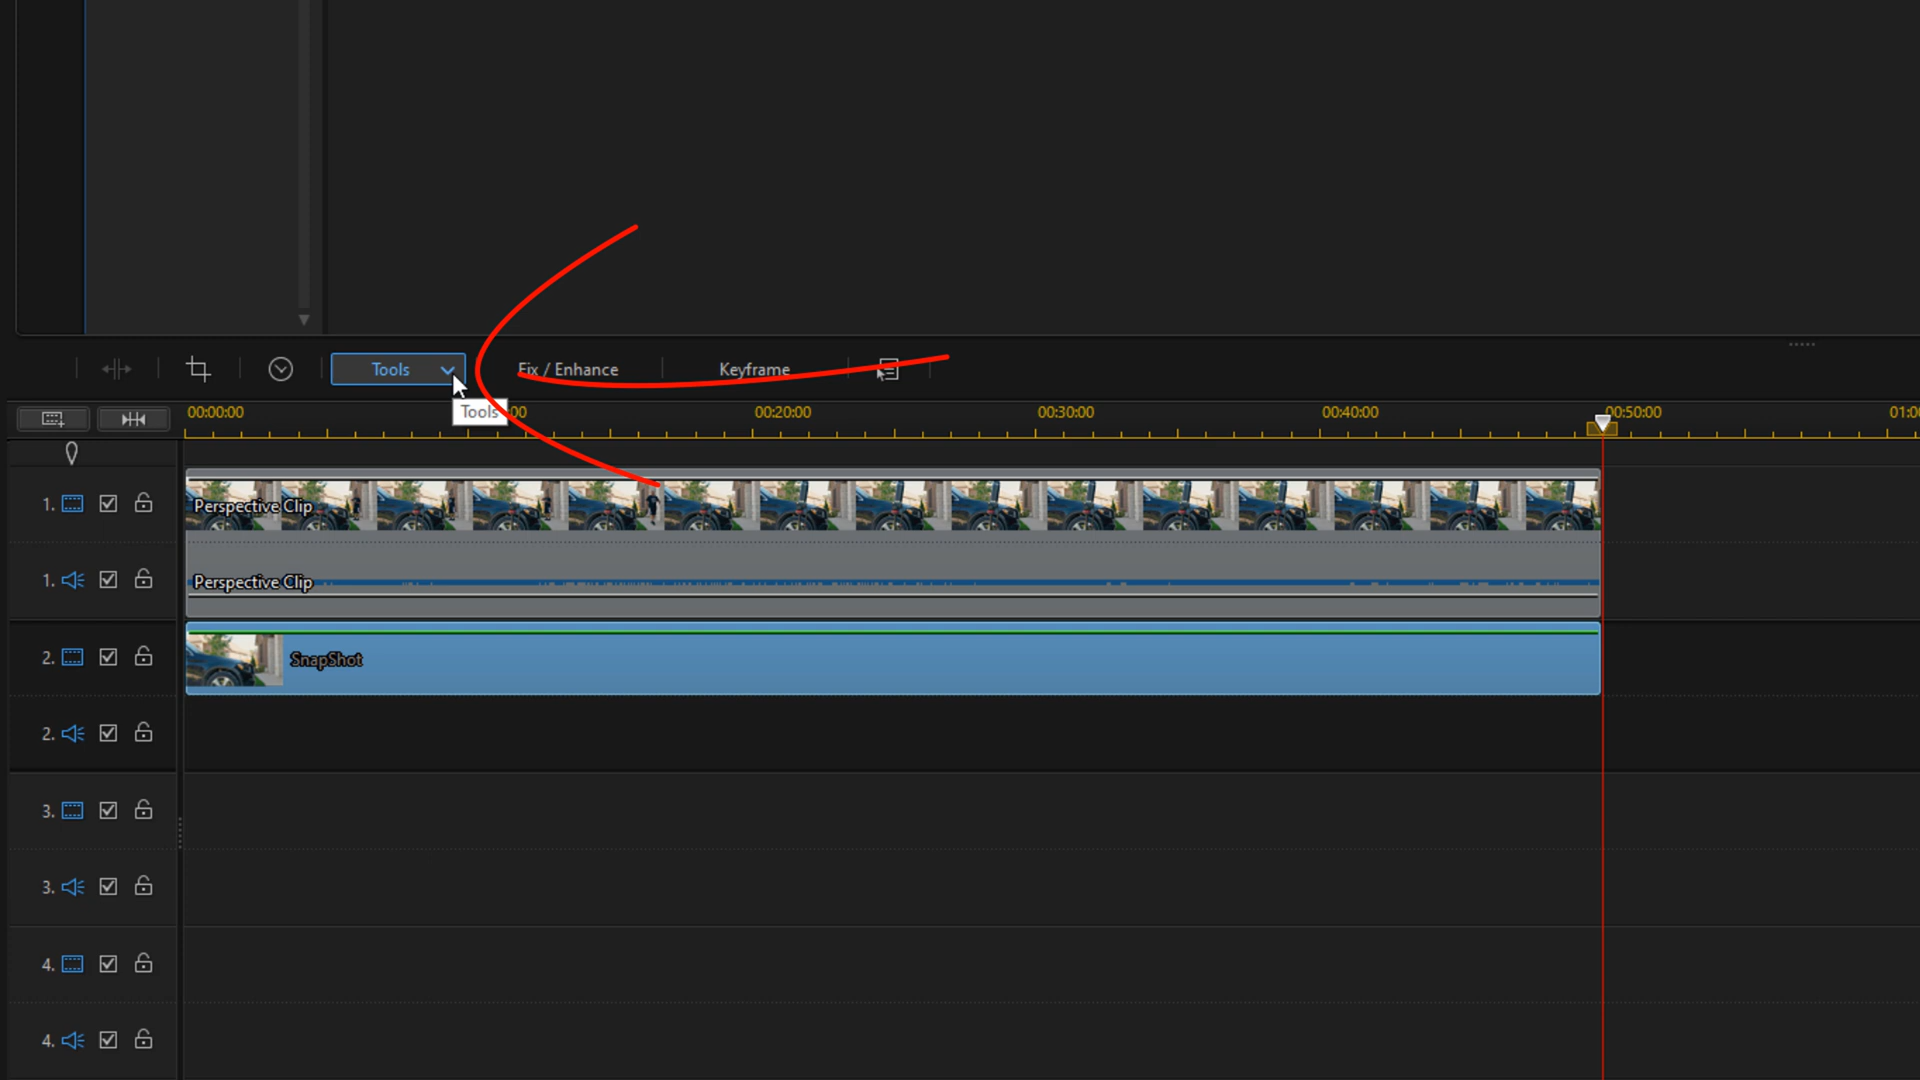 Tools Fix / Enhance Keyframe
Tools
00:00:00 00 00:20:00 00:30:00 00:40:00 00:50:00 01:0
1. Perspective Clip
1. Perspective Clip
2. SnapShot
2.
3.
3.
4.
4.